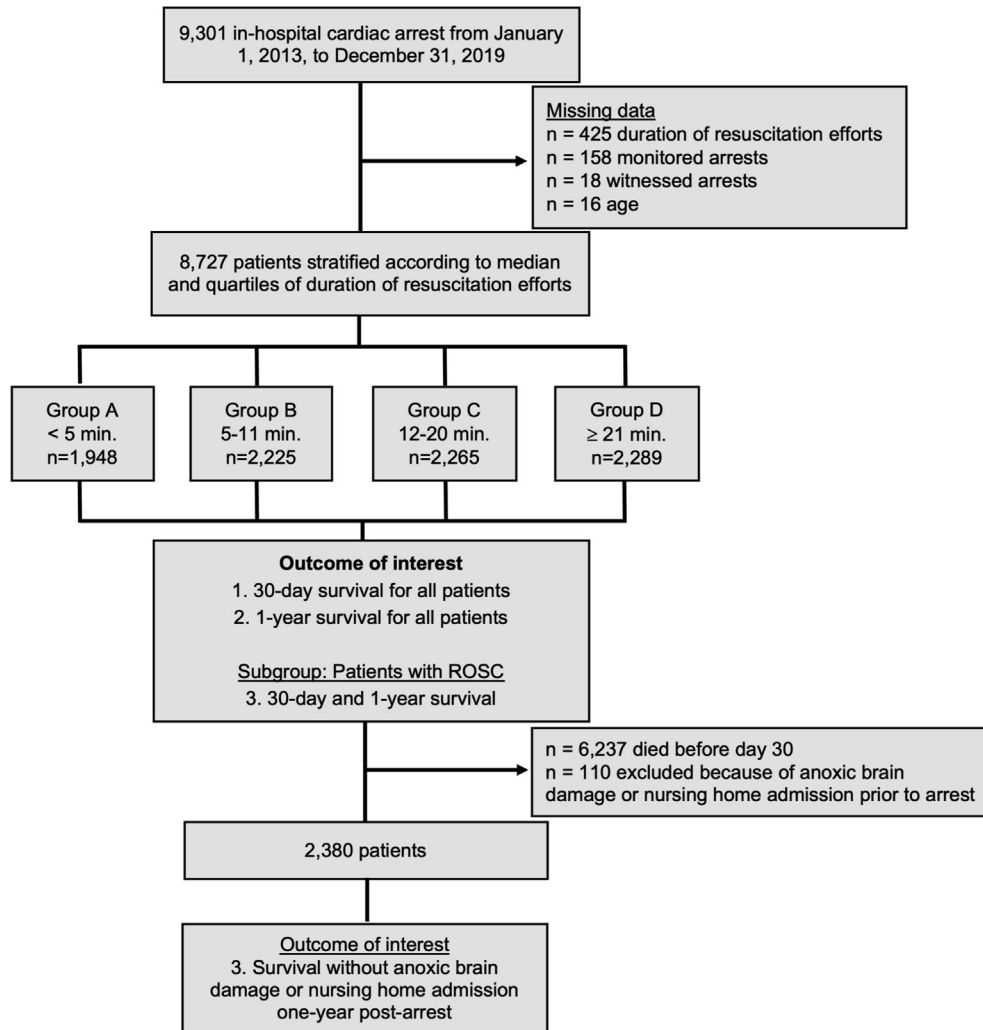 9,301 in-hospital cardiac arrest from January
1, 2013, to December 31, 2019
Missing data
n = 425 duration of resuscitation efforts
n = 158 monitored arrests
n = 18 witnessed arrests
n = 16 age
8,727 patients stratified according to median
and quartiles of duration of resuscitation efforts
Group A
< 5 min.
n=1,948
Group B
5-11 min.
n=2,225
Group C
12-20 min.
n=2,265
Group D
≥ 21 min.
n=2,289
Outcome of interest
1. 30-day survival for all patients
2. 1-year survival for all patients
Subgroup: Patients with ROSC
3. 30-day and 1-year survival
n = 6,237 died before day 30
n = 110 excluded because of anoxic brain
damage or nursing home admission prior to arrest
2,380 patients
Outcome of interest
3. Survival without anoxic brain
damage or nursing home admission
one-year post-arrest